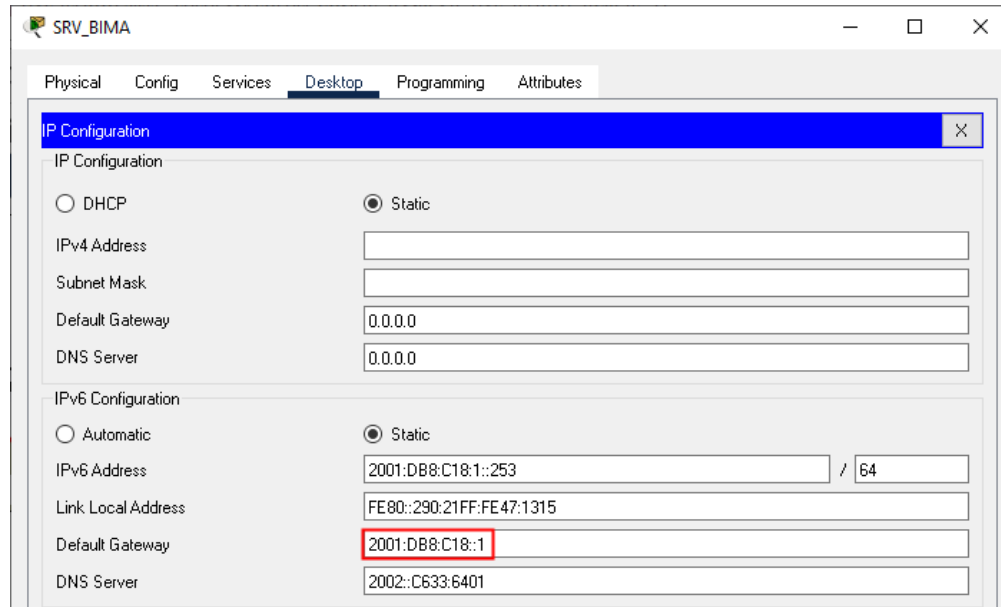 SRV_BIMA
Physical Config Services Desktop Programming Attributes
IP Configuration X
IP Configuration
DHCP Static
IPv4 Address
Subnet Mask
Default Gateway 0.0.0.0
DNS Server 0.0.0.0
IPv6 Configuration
Automatic Static
IPv6 Address 2001:DB8:C18:1::253 / 64
Link Local Address FE80::290:21FF:FE47:1315
Default Gateway 2001:DB8:C18::1
DNS Server 2002::C633:6401